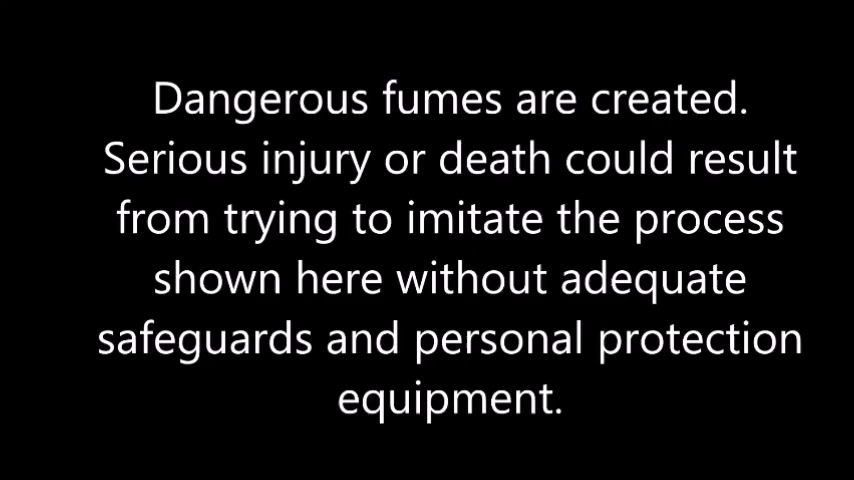 Dangerous fumes are created.
Serious injury or death could result
from trying to imitate the process
shown here without adequate
safeguards and personal protection
equipment.